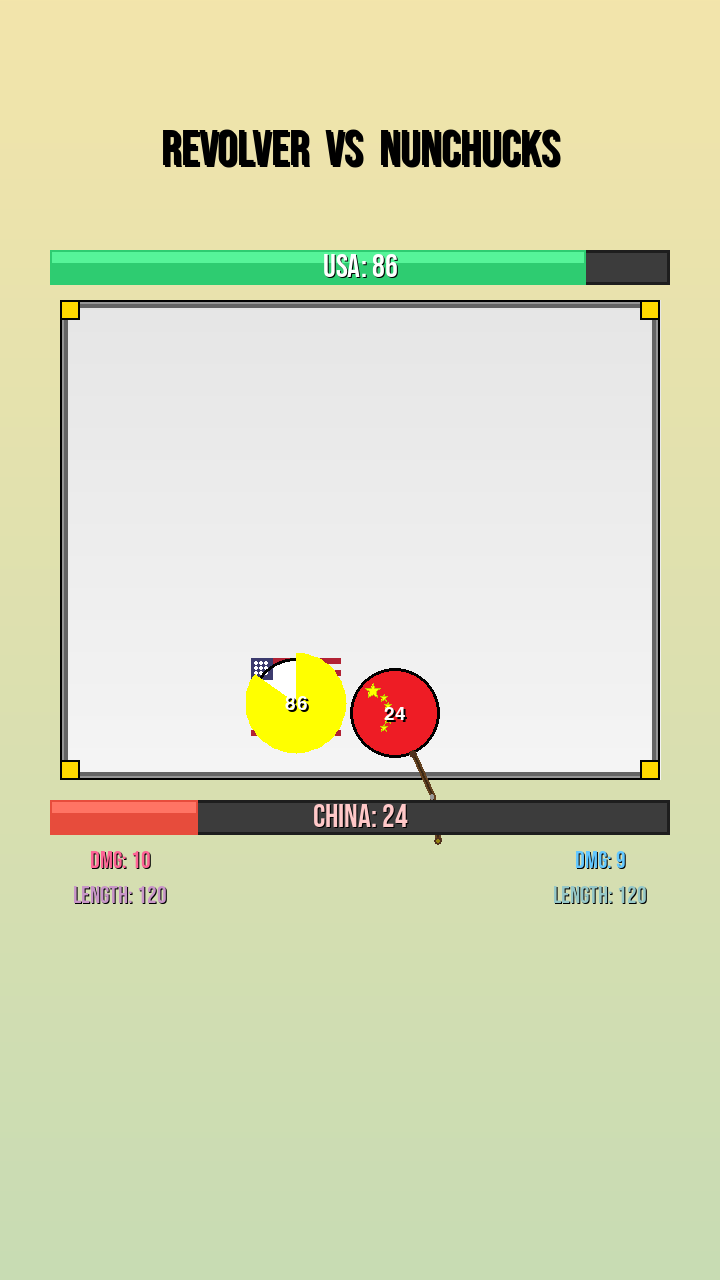 REVOLVER VS NUNCHUCKS
USA: 86
86
24
CHINA: 24
DMG: 10
DMG: 9
LENGTH: 120
LENGTH: 120